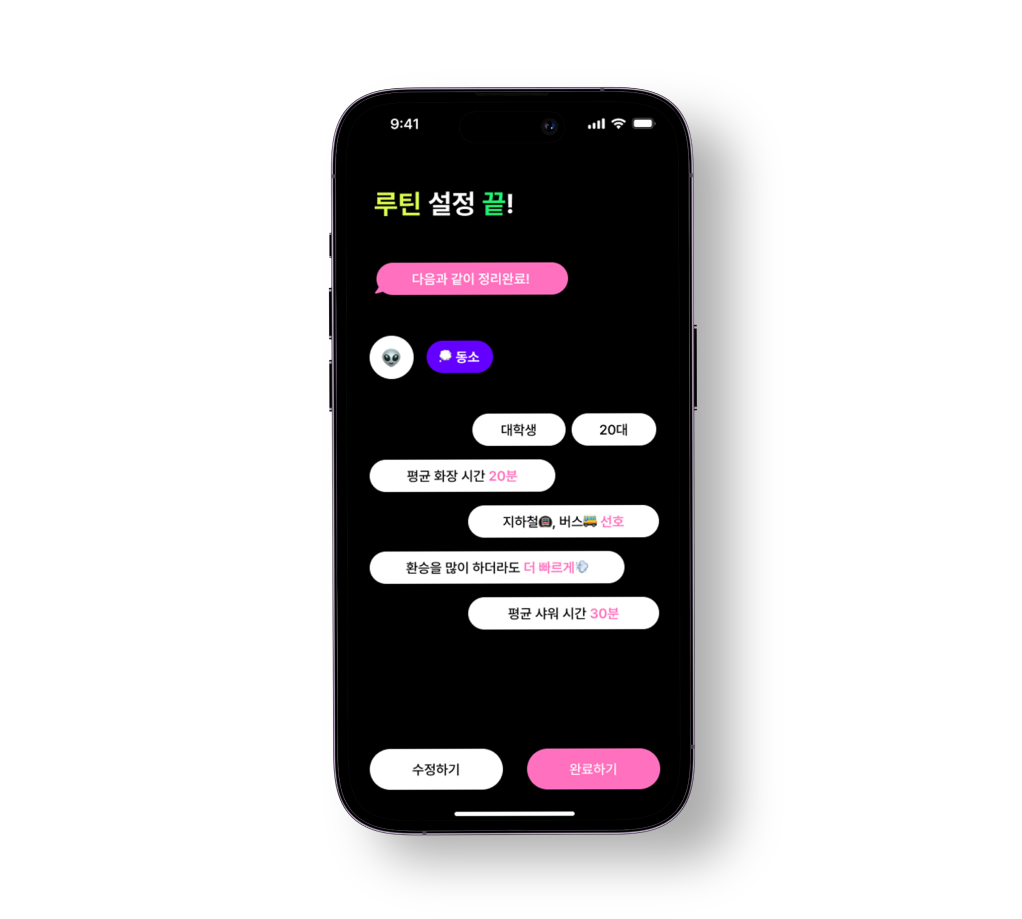 9:41
루틴 설정 끝!
다음과 같이 정리완료!
동소
대학생 20대
평균 화장 시간 20분
지하철🚇, 버스🚌 선호
환승을 많이 하더라도 더 빠르게💨
평균 샤워 시간 30분
수정하기 완료하기